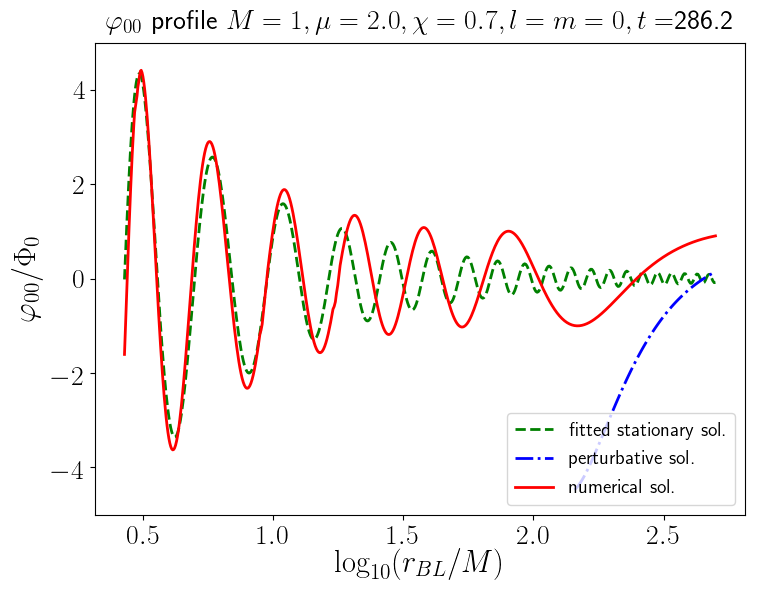 φ₀₀ profile M = 1, μ = 2.0, χ = 0.7, l = m = 0, t =286.2
φ₀₀/Φ₀
4
2
0
−2
−4
fitted stationary sol.
perturbative sol.
numerical sol.
0.5 1.0 1.5 2.0 2.5
log₁₀(r_BL/M)